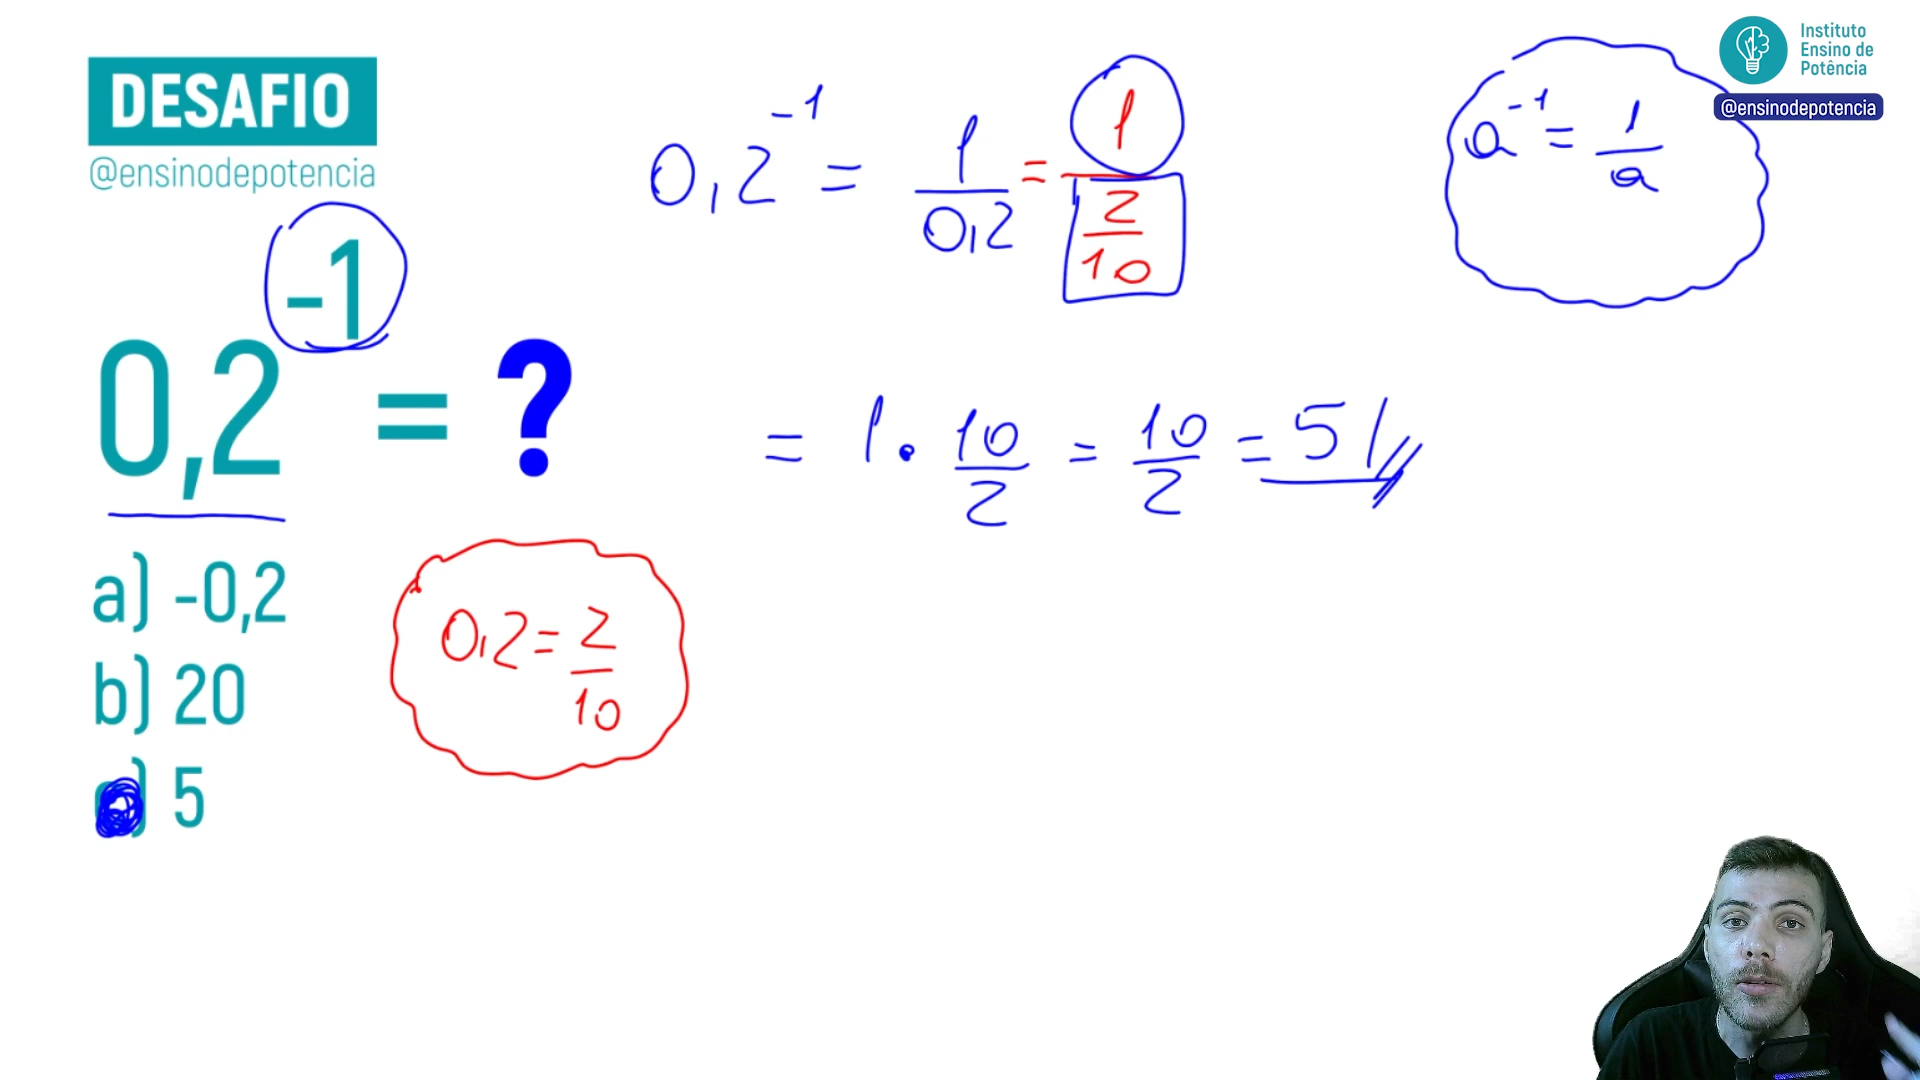 DESAFIO
@ensinodepotencia
0,2⁻¹ = ?
a) -0,2
b) 20
c) 5
0,2⁻¹ = 1/0,2 = 1/(2/10)
= 1 · 10/2 = 10/2 = 5
0,2 = 2/10
a⁻¹ = 1/a
Instituto
Ensino de
Potência
@ensinodepotencia